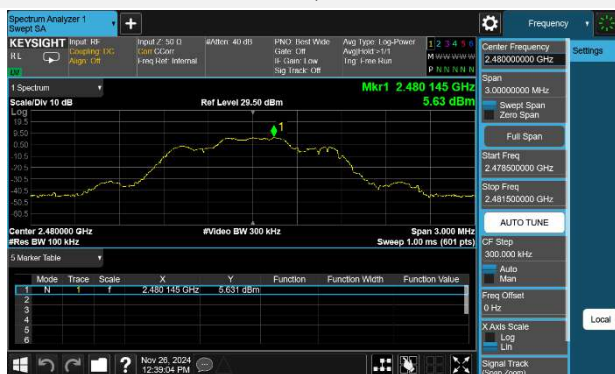 Spectrum Analyzer 1
Swept SA
Frequency
KEYSIGHT Input: RF
RL Coupling: DC
Align: Off
Input Z: 50 Ω
Corr CCorr
Freq Ref: Internal
#Atten: 40 dB
PNO: Best Wide
Gate: Off
IF Gain: Low
Sig Track: Off
Avg Type: Log-Power
Avg|Hold:>1/1
Trig: Free Run
1 2 3 4 5 6
M W W W W W
P N N N N N
1 Spectrum
Scale/Div 10 dB
Ref Level 29.50 dBm
Mkr1 2.480 145 GHz
5.63 dBm
Log
19.5
9.50
1
-0.50
-10.5
-20.5
-30.5
-40.5
-50.5
-60.5
Center 2.480000 GHz
#Res BW 100 kHz
#Video BW 300 kHz
Span 3.000 MHz
Sweep 1.00 ms (601 pts)
5 Marker Table
Mode Trace Scale X Y Function Function Width Function Value
1 N 1 f 2.480 145 GHz 5.631 dBm
2
3
4
5
6
Center Frequency
2.480000000 GHz
Settings
Span
3.00000000 MHz
Swept Span
Zero Span
Full Span
Start Freq
2.478500000 GHz
Stop Freq
2.481500000 GHz
AUTO TUNE
CF Step
300.000 kHz
Auto
Man
Freq Offset
0 Hz
X Axis Scale
Log
Lin
Local
Signal Track
(Span Zoom)
Nov 26, 2024
12:39:04 PM